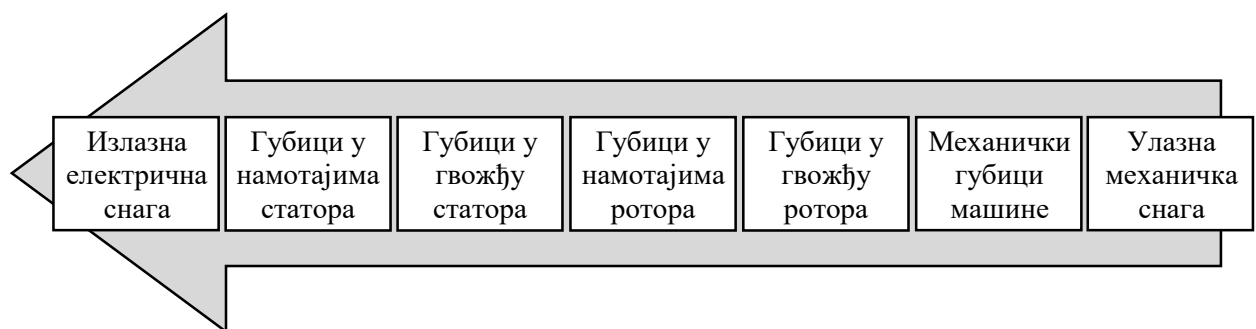 Излазна
електрична
снага
Губици у
намотајима
статора
Губици у
гвожђу
статора
Губици у
намотајима
ротора
Губици у
гвожђу
ротора
Механички
губици
машине
Улазна
механичка
снага